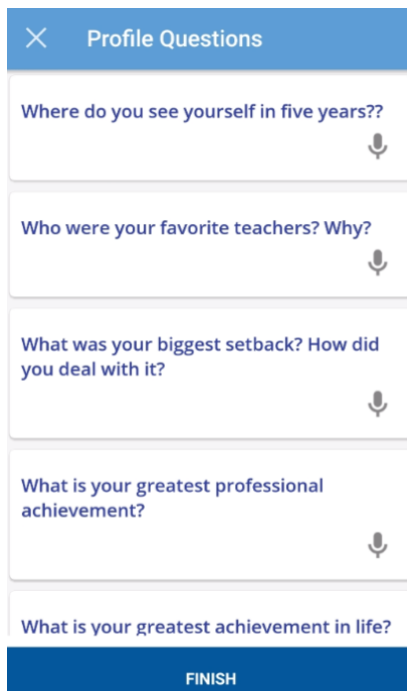 Profile Questions
Where do you see yourself in five years??
Who were your favorite teachers? Why?
What was your biggest setback? How did
you deal with it?
What is your greatest professional
achievement?
What is your greatest achievement in life?
FINISH